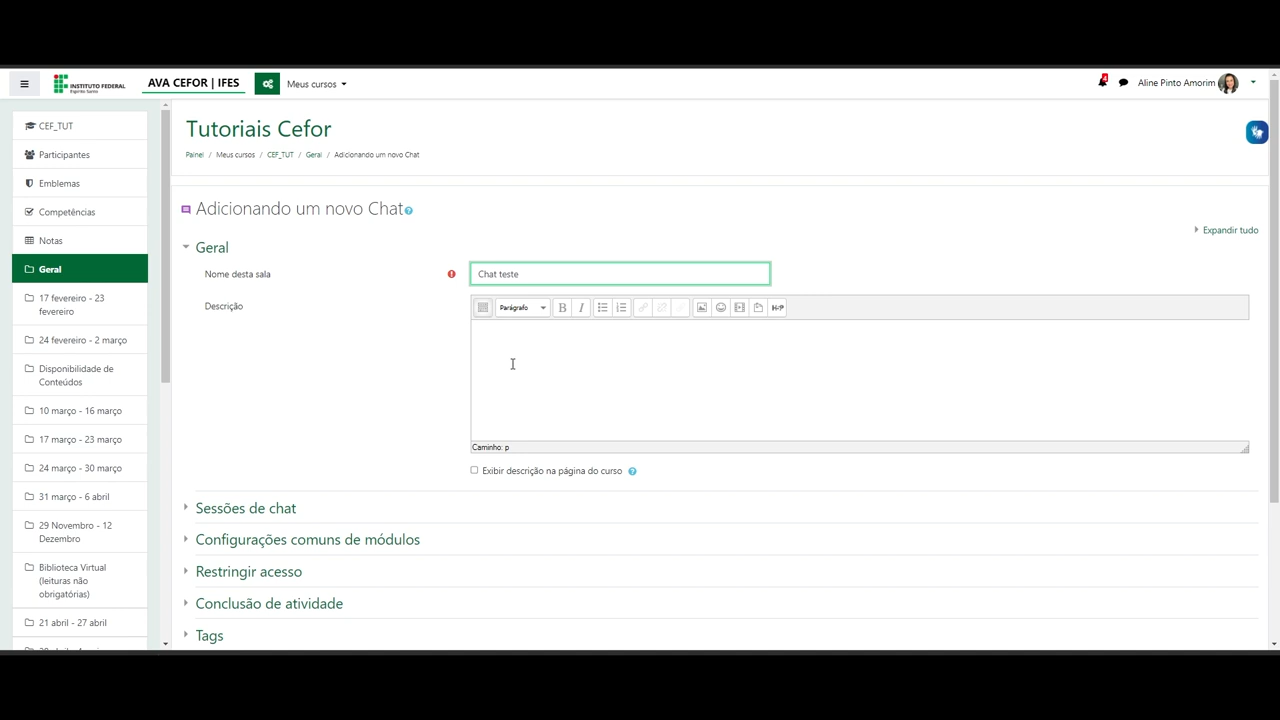 INSTITUTO FEDERAL
Espírito Santo
AVA CEFOR | IFES
Meus cursos
Aline Pinto Amorim
CEF_TUT
Participantes
Emblemas
Competências
Notas
Geral
17 fevereiro - 23
fevereiro
24 fevereiro - 2 março
Disponibilidade de
Conteúdos
10 março - 16 março
17 março - 23 março
24 março - 30 março
31 março - 6 abril
29 Novembro - 12
Dezembro
Biblioteca Virtual
(leituras não
obrigatórias)
21 abril - 27 abril
Tutoriais Cefor
Painel / Meus cursos / CEF_TUT / Geral / Adicionando um novo Chat
Adicionando um novo Chat
Expandir tudo
Geral
Nome desta sala
Chat teste
Descrição
Parágrafo
B I
H-P
Caminho: p
Exibir descrição na página do curso
Sessões de chat
Configurações comuns de módulos
Restringir acesso
Conclusão de atividade
Tags